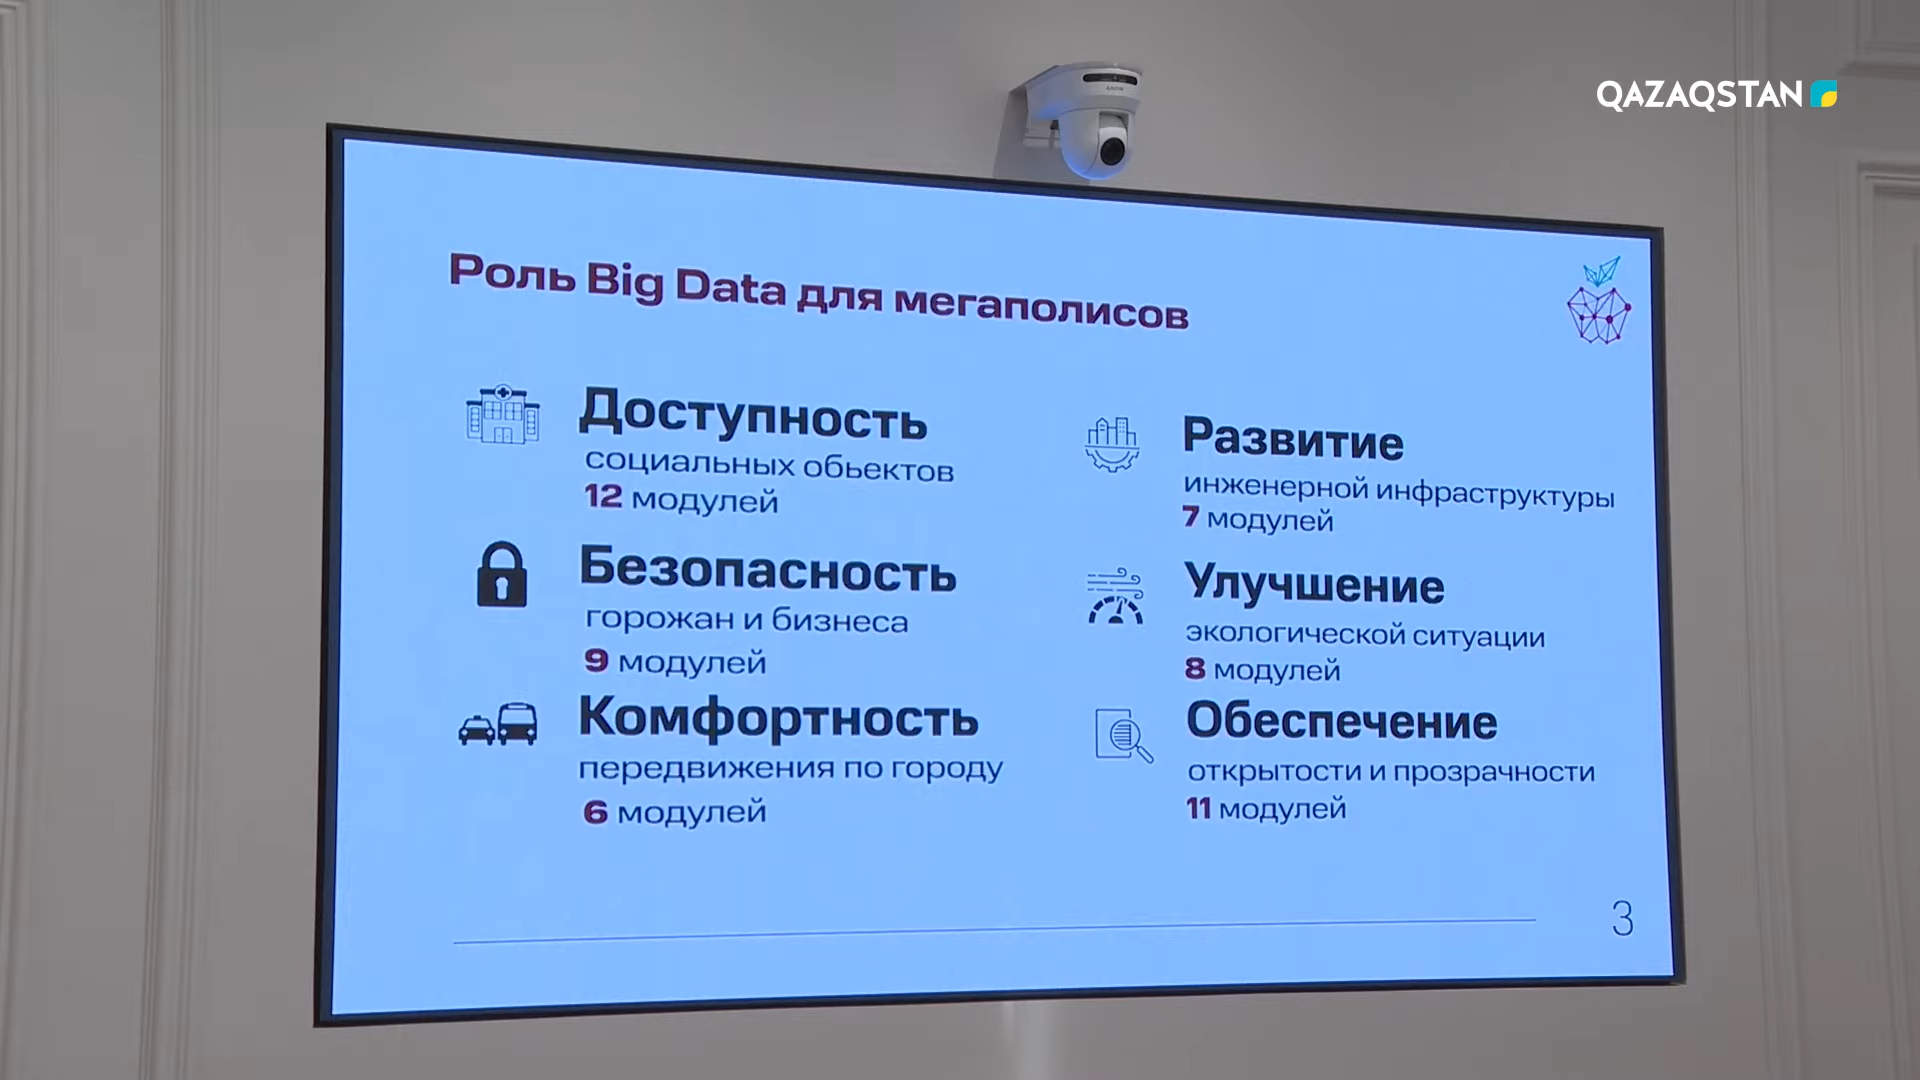 QAZAQSTAN
Роль Big Data для мегаполисов
Доступность
социальных обьектов
12 модулей
Безопасность
горожан и бизнеса
9 модулей
Комфортность
передвижения по городу
6 модулей
Развитие
инженерной инфраструктуры
7 модулей
Улучшение
экологической ситуации
8 модулей
Обеспечение
открытости и прозрачности
11 модулей
3